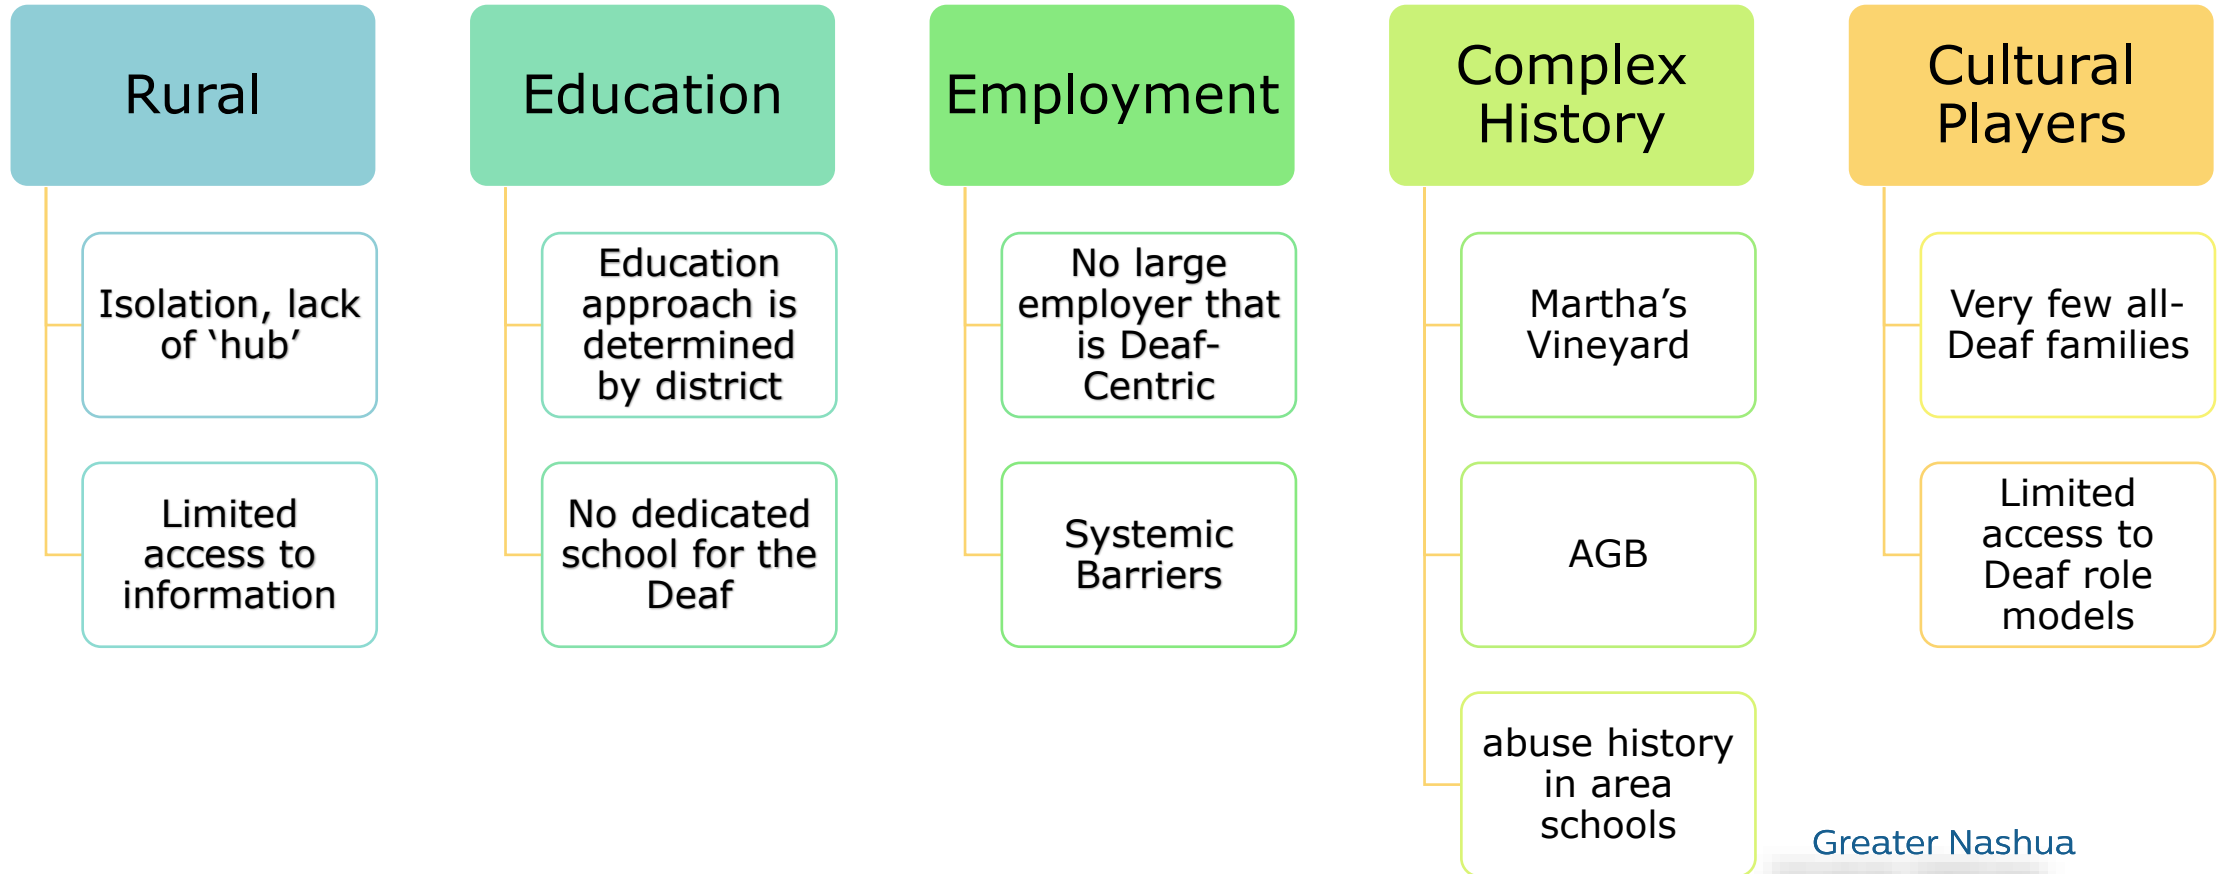 Rural
Isolation, lack
of ‘hub’
Limited
access to
information
Education
Education
approach is
determined
by district
No dedicated
school for the
Deaf
Employment
No large
employer that
is Deaf-
Centric
Systemic
Barriers
Complex
History
Martha’s
Vineyard
AGB
abuse history
in area
schools
Cultural
Players
Very few all-
Deaf families
Limited
access to
Deaf role
models
Greater Nashua